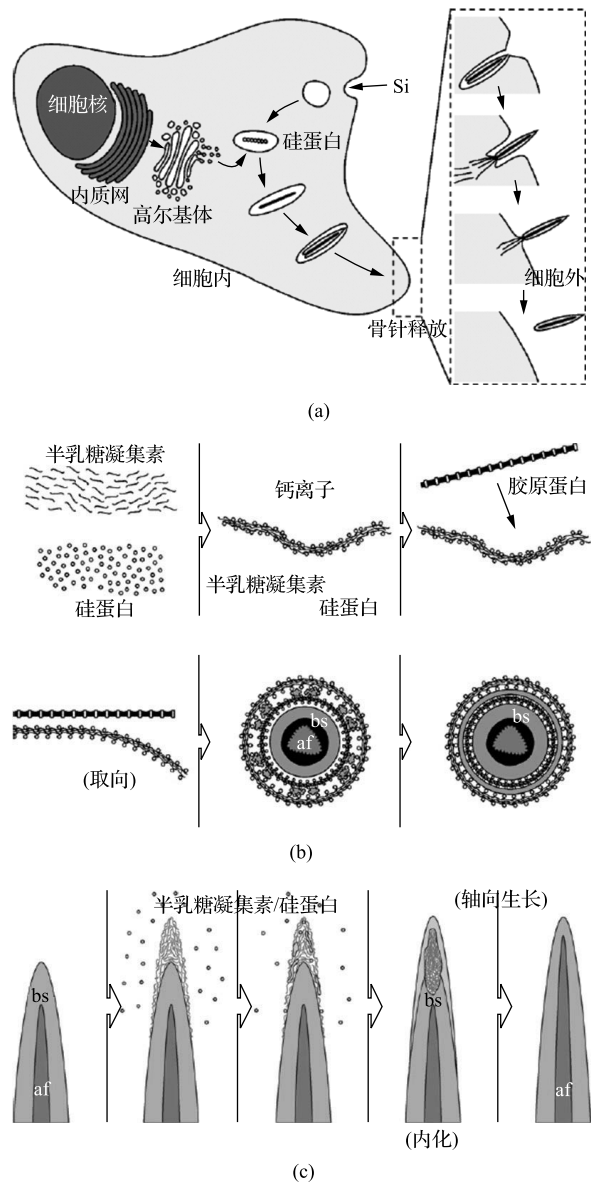 细胞核
Si
硅蛋白
内质网
高尔基体
细胞内
细胞外
骨针释放
(a)
半乳糖凝集素
钙离子
胶原蛋白
半乳糖凝集素
硅蛋白
硅蛋白
bs
af
bs
(取向)
(b)
半乳糖凝集素/硅蛋白
(轴向生长)
bs
bs
af
af
(内化)
(c)